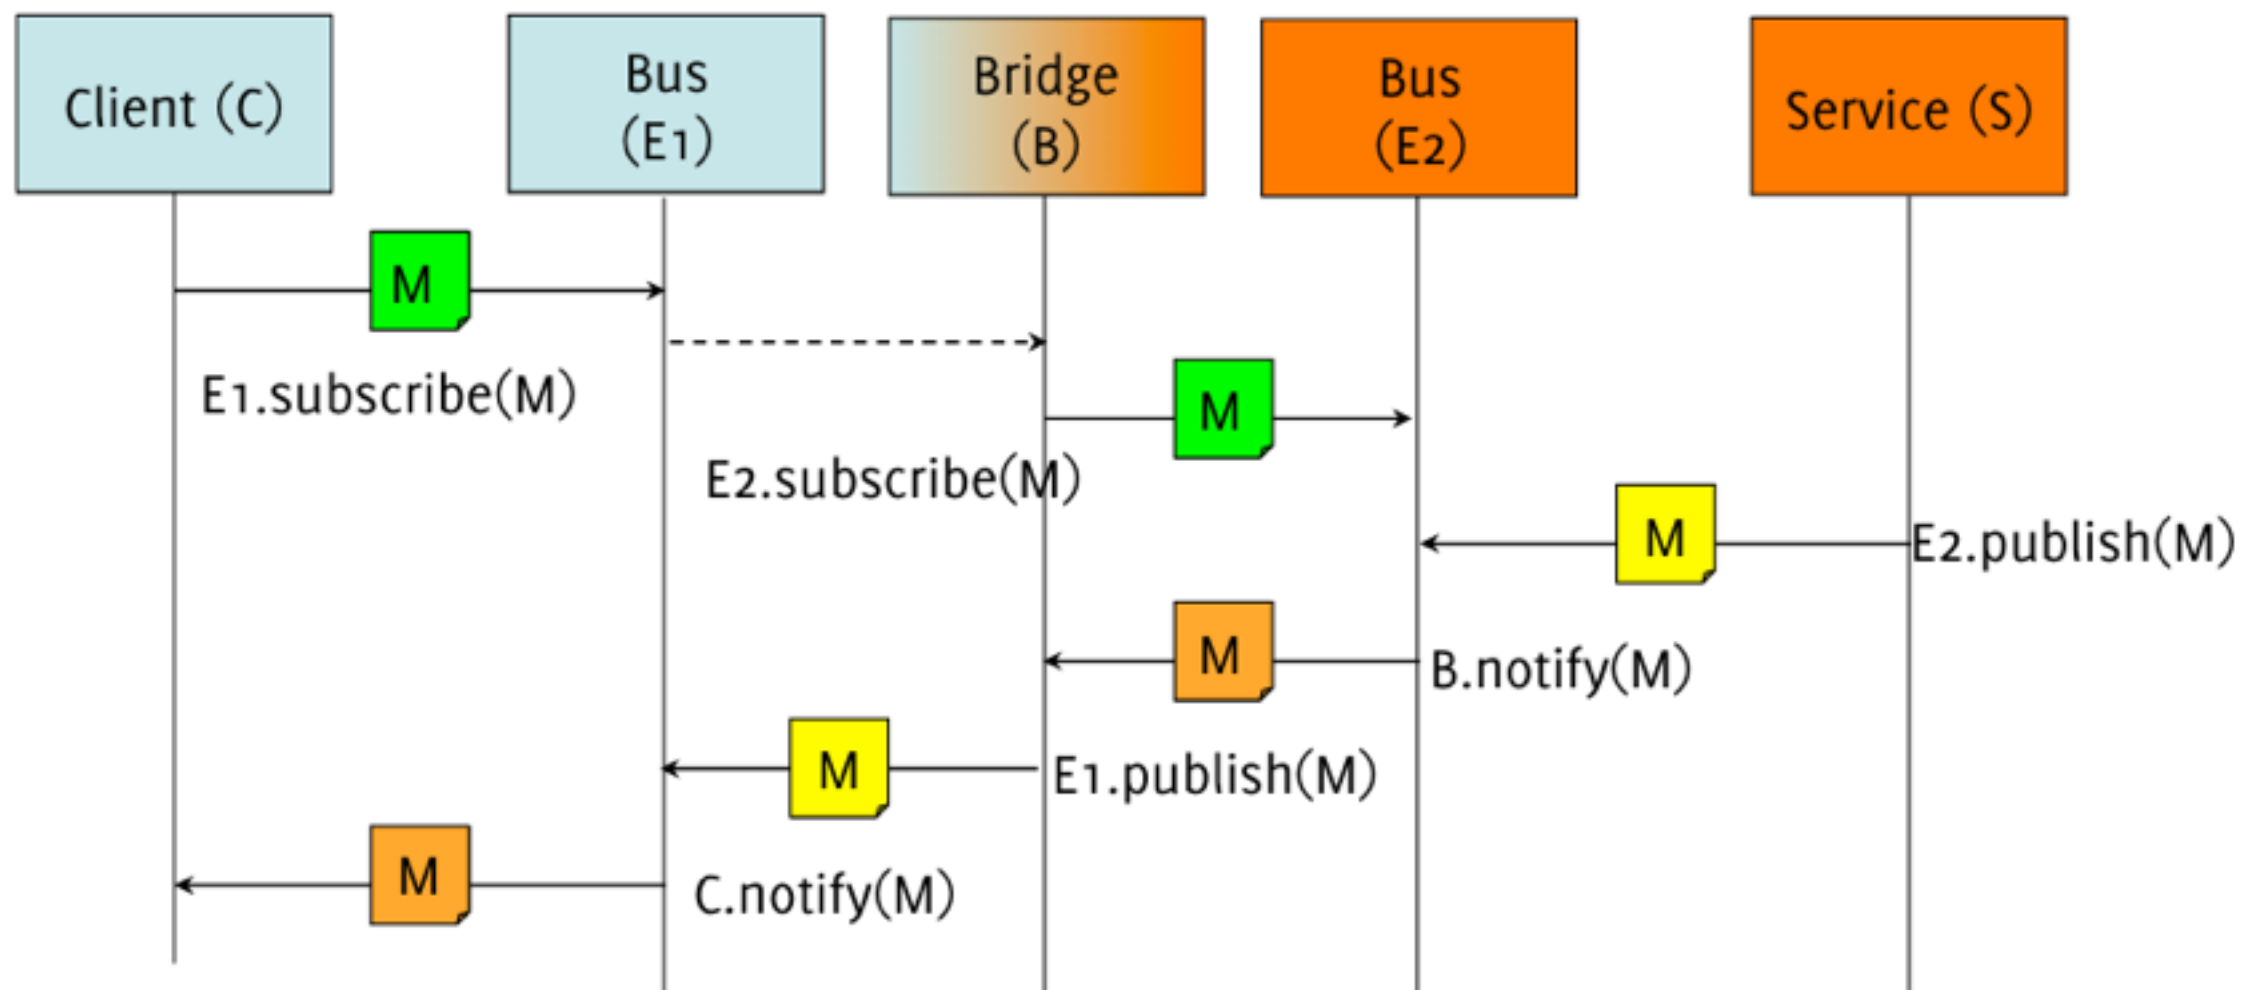 Client (C)
Bus
(E1)
Bridge
(B)
Bus
(E2)
Service (S)
M
E1.subscribe(M)
M
E2.subscribe(M)
M
E2.publish(M)
M
B.notify(M)
M
E1.publish(M)
M
C.notify(M)